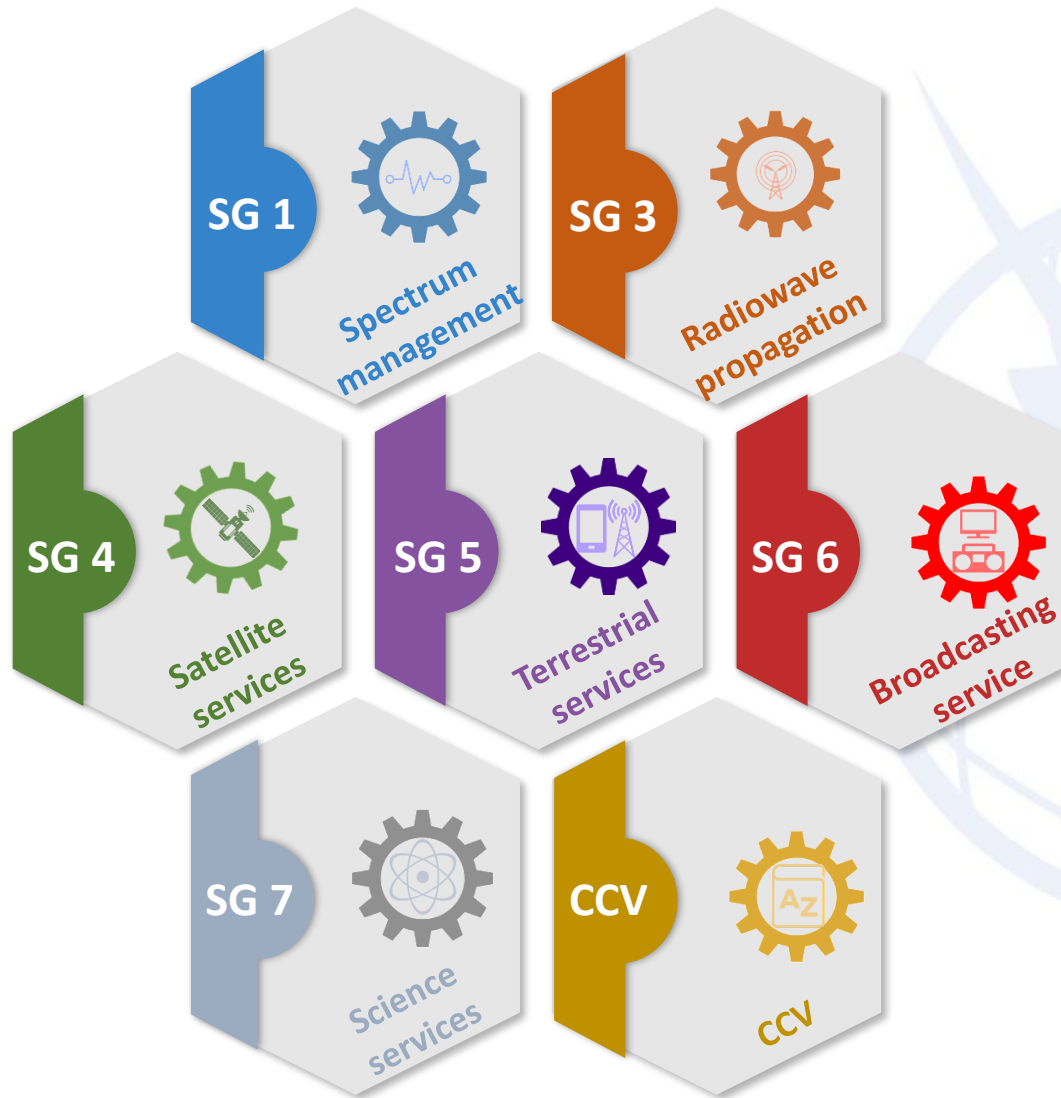 SG 1
Spectrum
management
SG 3
Radiowave
propagation
SG 4
Satellite
services
SG 5
Terrestrial
services
SG 6
Broadcasting
service
SG 7
Science
services
CCV
AZ
CCV